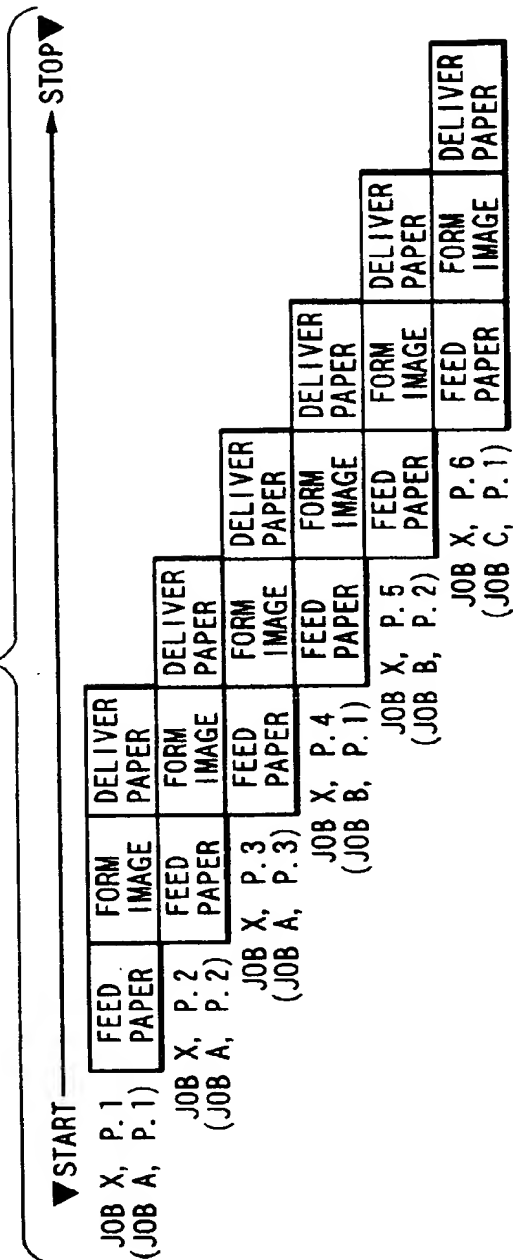 ▼START
STOP▼
JOB X, P.1
(JOB A, P.1)
FEED
PAPER
FORM
IMAGE
DELIVER
PAPER
JOB X, P.2
(JOB A, P.2)
FEED
PAPER
FORM
IMAGE
DELIVER
PAPER
JOB X, P.3
(JOB A, P.3)
FEED
PAPER
FORM
IMAGE
DELIVER
PAPER
JOB X, P.4
(JOB B, P.1)
FEED
PAPER
FORM
IMAGE
DELIVER
PAPER
JOB X, P.5
(JOB B, P.2)
FEED
PAPER
FORM
IMAGE
DELIVER
PAPER
JOB X, P.6
(JOB C, P.1)
FEED
PAPER
FORM
IMAGE
DELIVER
PAPER